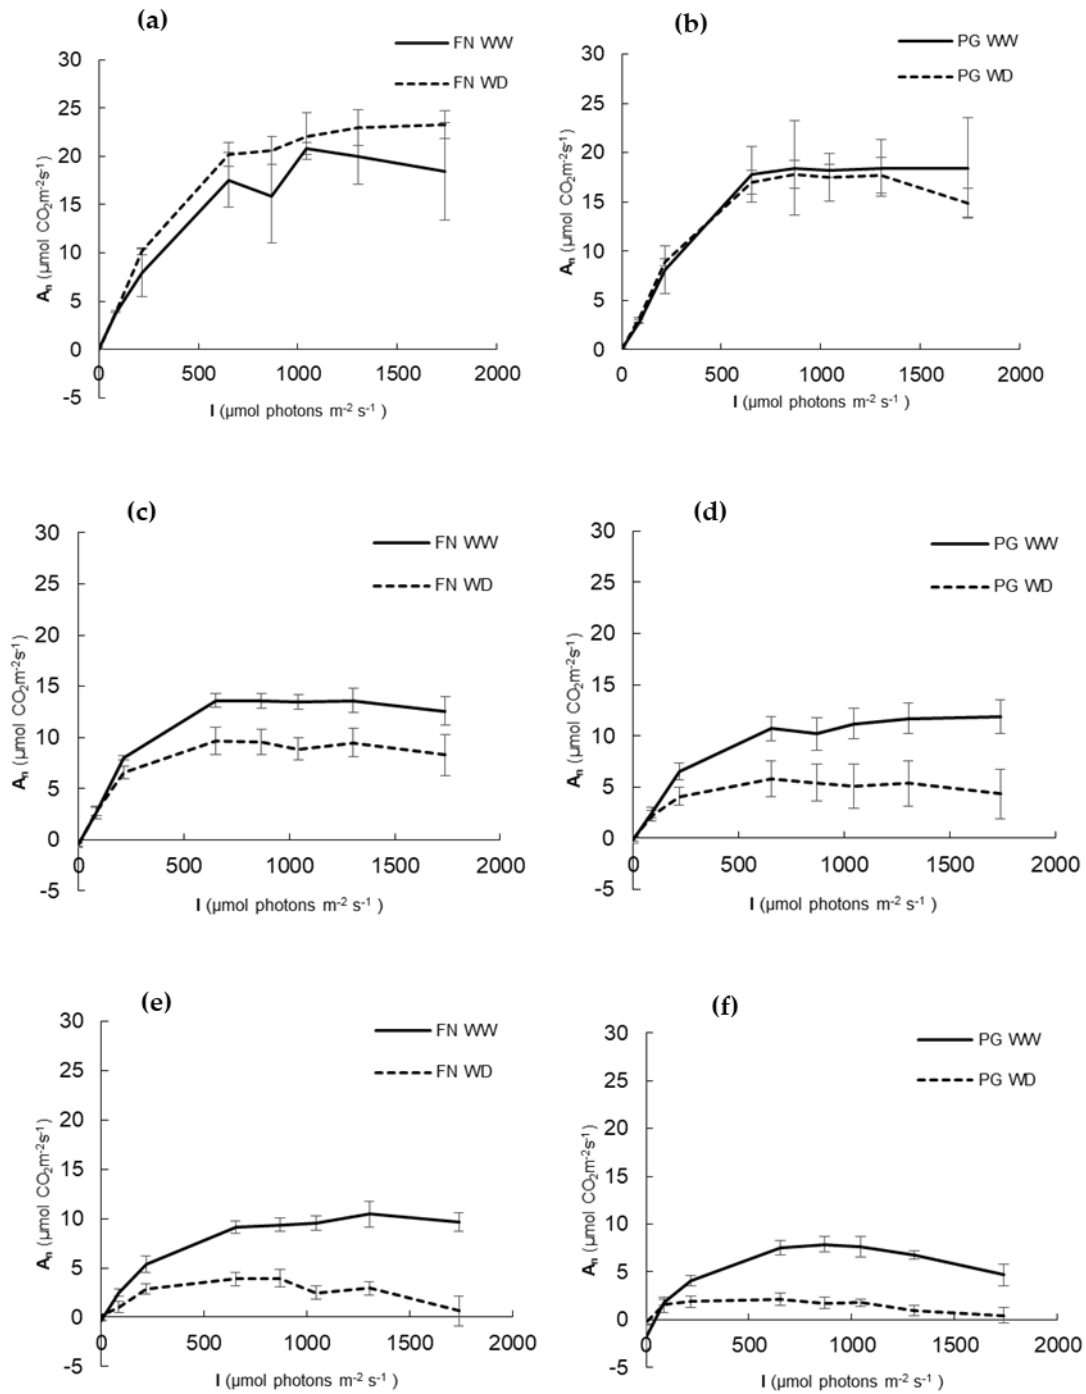 (a)
FN WW
FN WD
30
25
20
15
10
5
0
-5
0
500
1000
1500
2000
Aₙ (µmol CO₂m⁻²s⁻¹)
I (µmol photons m⁻² s⁻¹ )
(b)
PG WW
PG WD
30
25
20
15
10
5
0
0
500
1000
1500
2000
Aₙ (µmol CO₂m⁻²s⁻¹)
I (µmol photons m⁻² s⁻¹ )
(c)
FN WW
FN WD
30
25
20
15
10
5
0
-5
0
500
1000
1500
2000
Aₙ (µmol CO₂m⁻²s⁻¹)
I (µmol photons m⁻² s⁻¹ )
(d)
PG WW
PG WD
30
25
20
15
10
5
0
-5
0
500
1000
1500
2000
Aₙ (µmol CO₂m⁻²s⁻¹)
I (µmol photons m⁻² s⁻¹ )
(e)
FN WW
FN WD
30
25
20
15
10
5
0
-5
0
500
1000
1500
2000
Aₙ (µmol CO₂m⁻²s⁻¹)
I (µmol photons m⁻² s⁻¹ )
(f)
PG WW
PG WD
30
25
20
15
10
5
0
-5
0
500
1000
1500
2000
Aₙ (µmol CO₂m⁻²s⁻¹)
I (µmol photons m⁻² s⁻¹ )